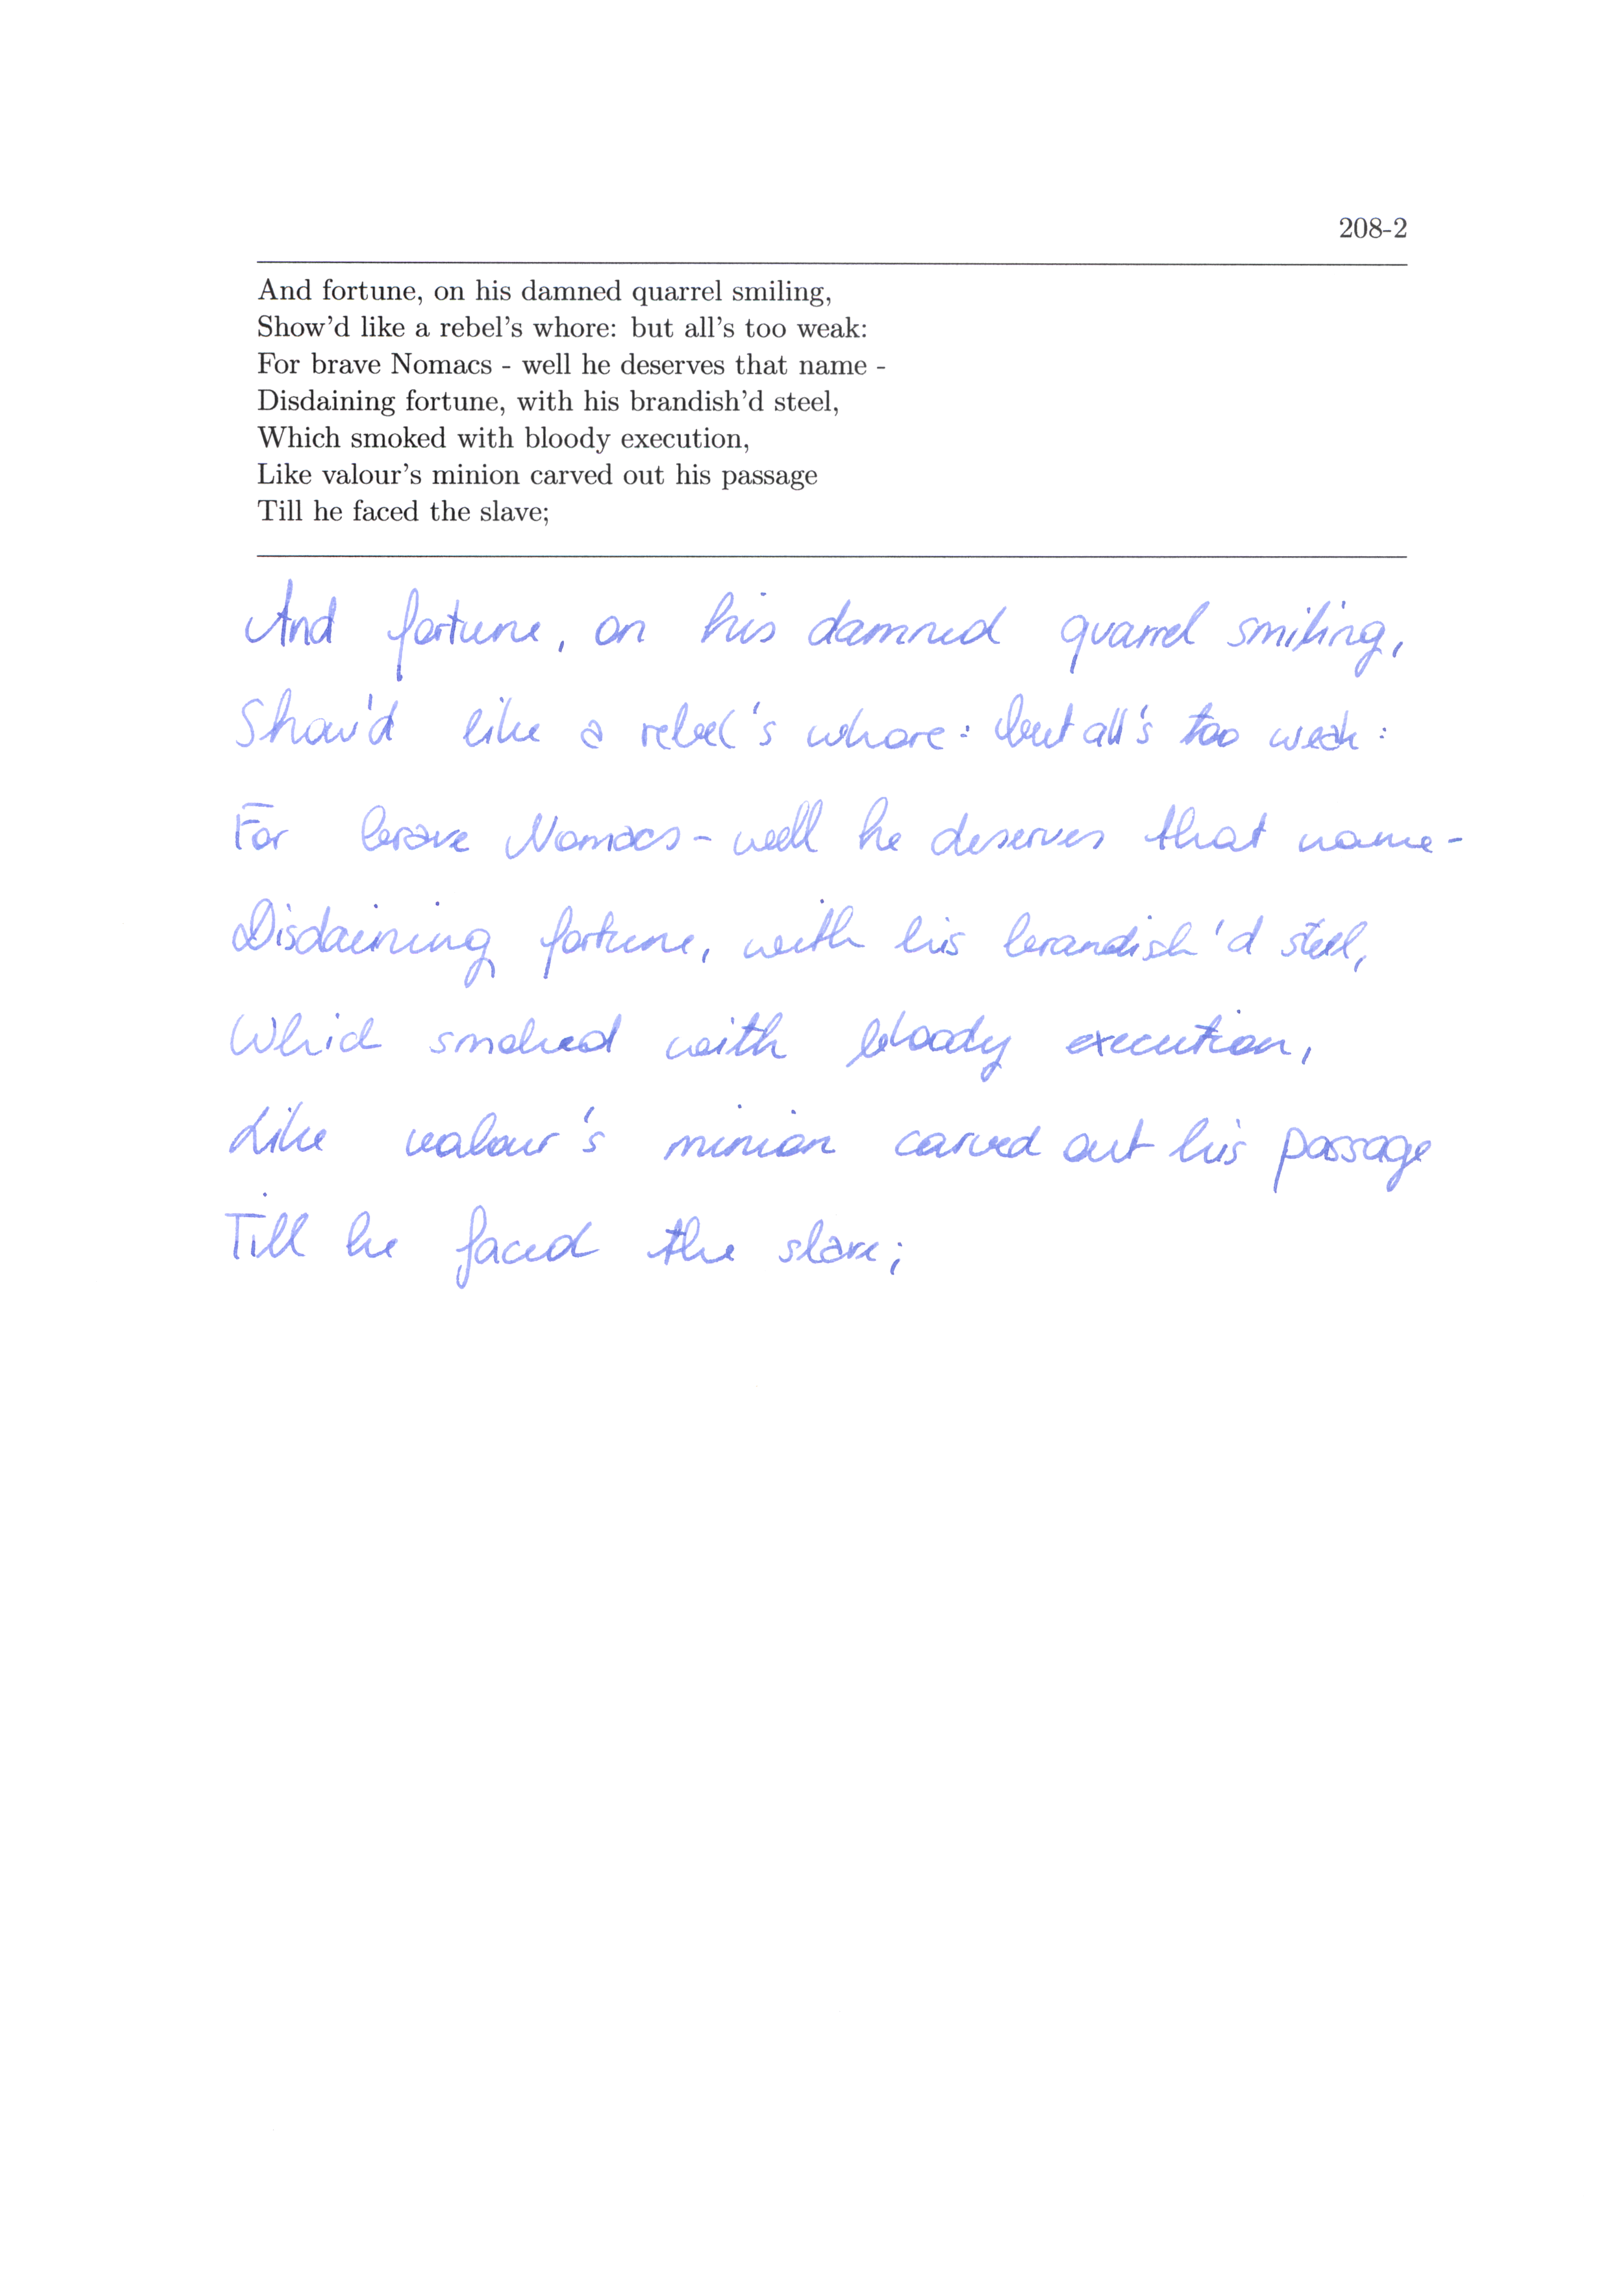 208-2
And fortune, on his damned quarrel smiling,
Show'd like a rebel's whore: but all's too weak:
For brave Nomacs - well he deserves that name -
Disdaining fortune, with his brandish'd steel,
Which smoked with bloody execution,
Like valour's minion carved out his passage
Till he faced the slave;
And fortune, on his damned quarrel smiling,
Show'd like a rebel's whore: but all's too weak:
For brave Nomacs - well he deserves that name -
Disdaining fortune, with his brandish'd steel,
Which smoked with bloody execution,
Like valour's minion carved out his passage
Till he faced the slave;